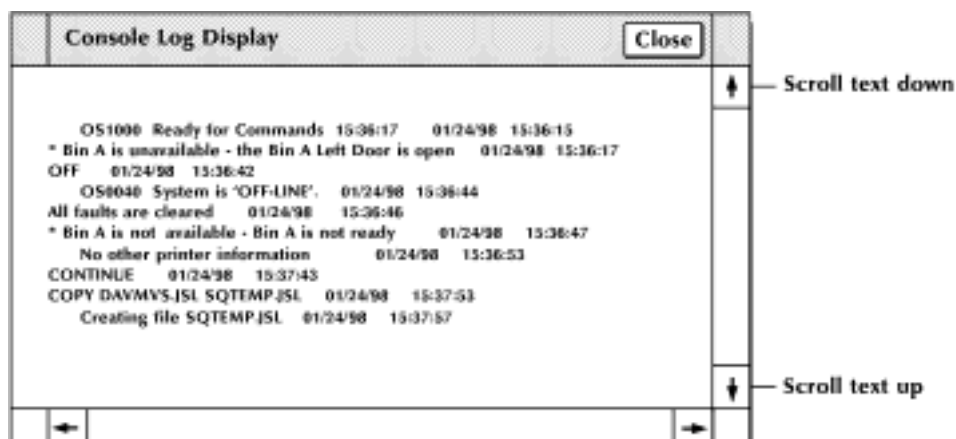 Console Log Display
Close
Scroll text down
OS1000 Ready for Commands 15:36:17 01/24/98 15:36:15
* Bin A is unavailable - the Bin A Left Door is open 01/24/98 15:36:17
OFF 01/24/98 15:36:42
OS0040 System is 'OFF-LINE'. 01/24/98 15:36:44
All faults are cleared 01/24/98 15:36:46
* Bin A is not available - Bin A is not ready 01/24/98 15:36:47
No other printer information 01/24/98 15:36:53
CONTINUE 01/24/98 15:37:43
COPY DAVMVS.JSL SQTEMP.JSL 01/24/98 15:37:53
Creating file SQTEMP.JSL 01/24/98 15:37:57
Scroll text up